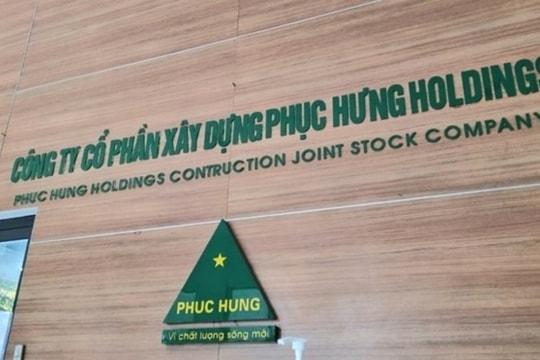 CÔNG TY CỔ PHẦN XÂY DỰNG PHỤC HƯNG HOLDINGS
PHUC HUNG HOLDINGS CONTRUCTION JOINT STOCK COMPANY
PHUC HUNG
Vì chất lượng sống mới